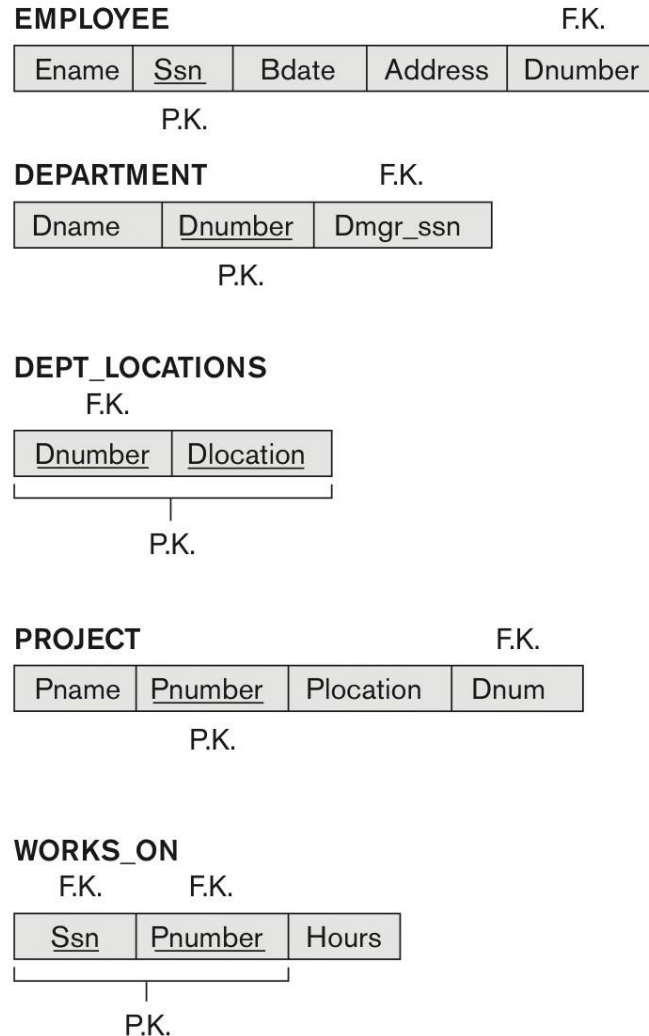 EMPLOYEE F.K.
Ename Ssn Bdate Address Dnumber
P.K.
DEPARTMENT F.K.
Dname Dnumber Dmgr_ssn
P.K.
DEPT_LOCATIONS
F.K.
Dnumber Dlocation
P.K.
PROJECT F.K.
Pname Pnumber Plocation Dnum
P.K.
WORKS_ON
F.K. F.K.
Ssn Pnumber Hours
P.K.